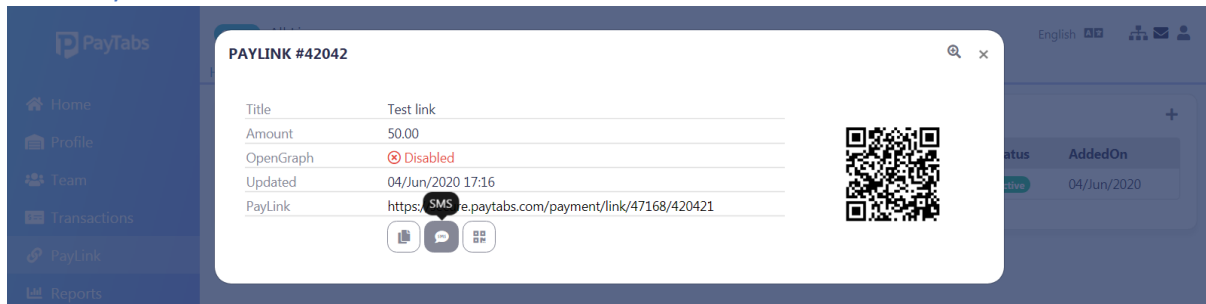 PayTabs
English
PAYLINK #42042
Home
Title Test link
Amount 50.00
Profile
OpenGraph Disabled
atus AddedOn
Team
Updated 04/Jun/2020 17:16
ctive 04/Jun/2020
SMS
PayLink https:/ re.paytabs.com/payment/link/47168/420421
Transactions
PayLink
Reports